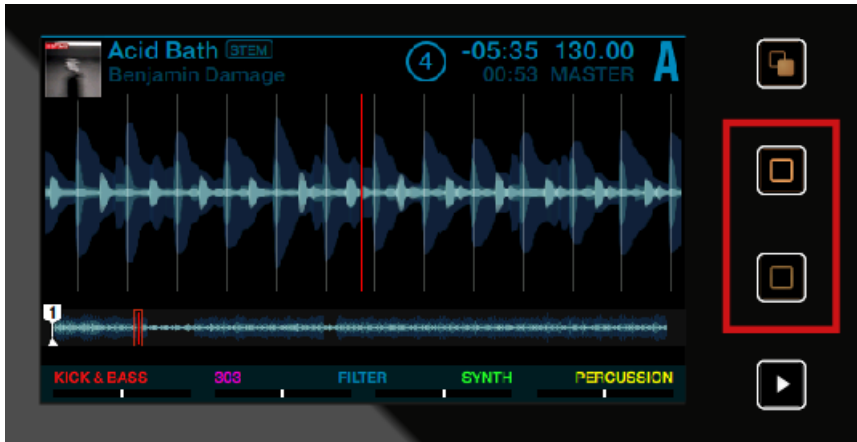 Acid Bath STEM
Benjamin Damage
4
-05:35 130.00
00:53 MASTER
A
1
KICK & BASS 303 FILTER SYNTH PERCUSSION